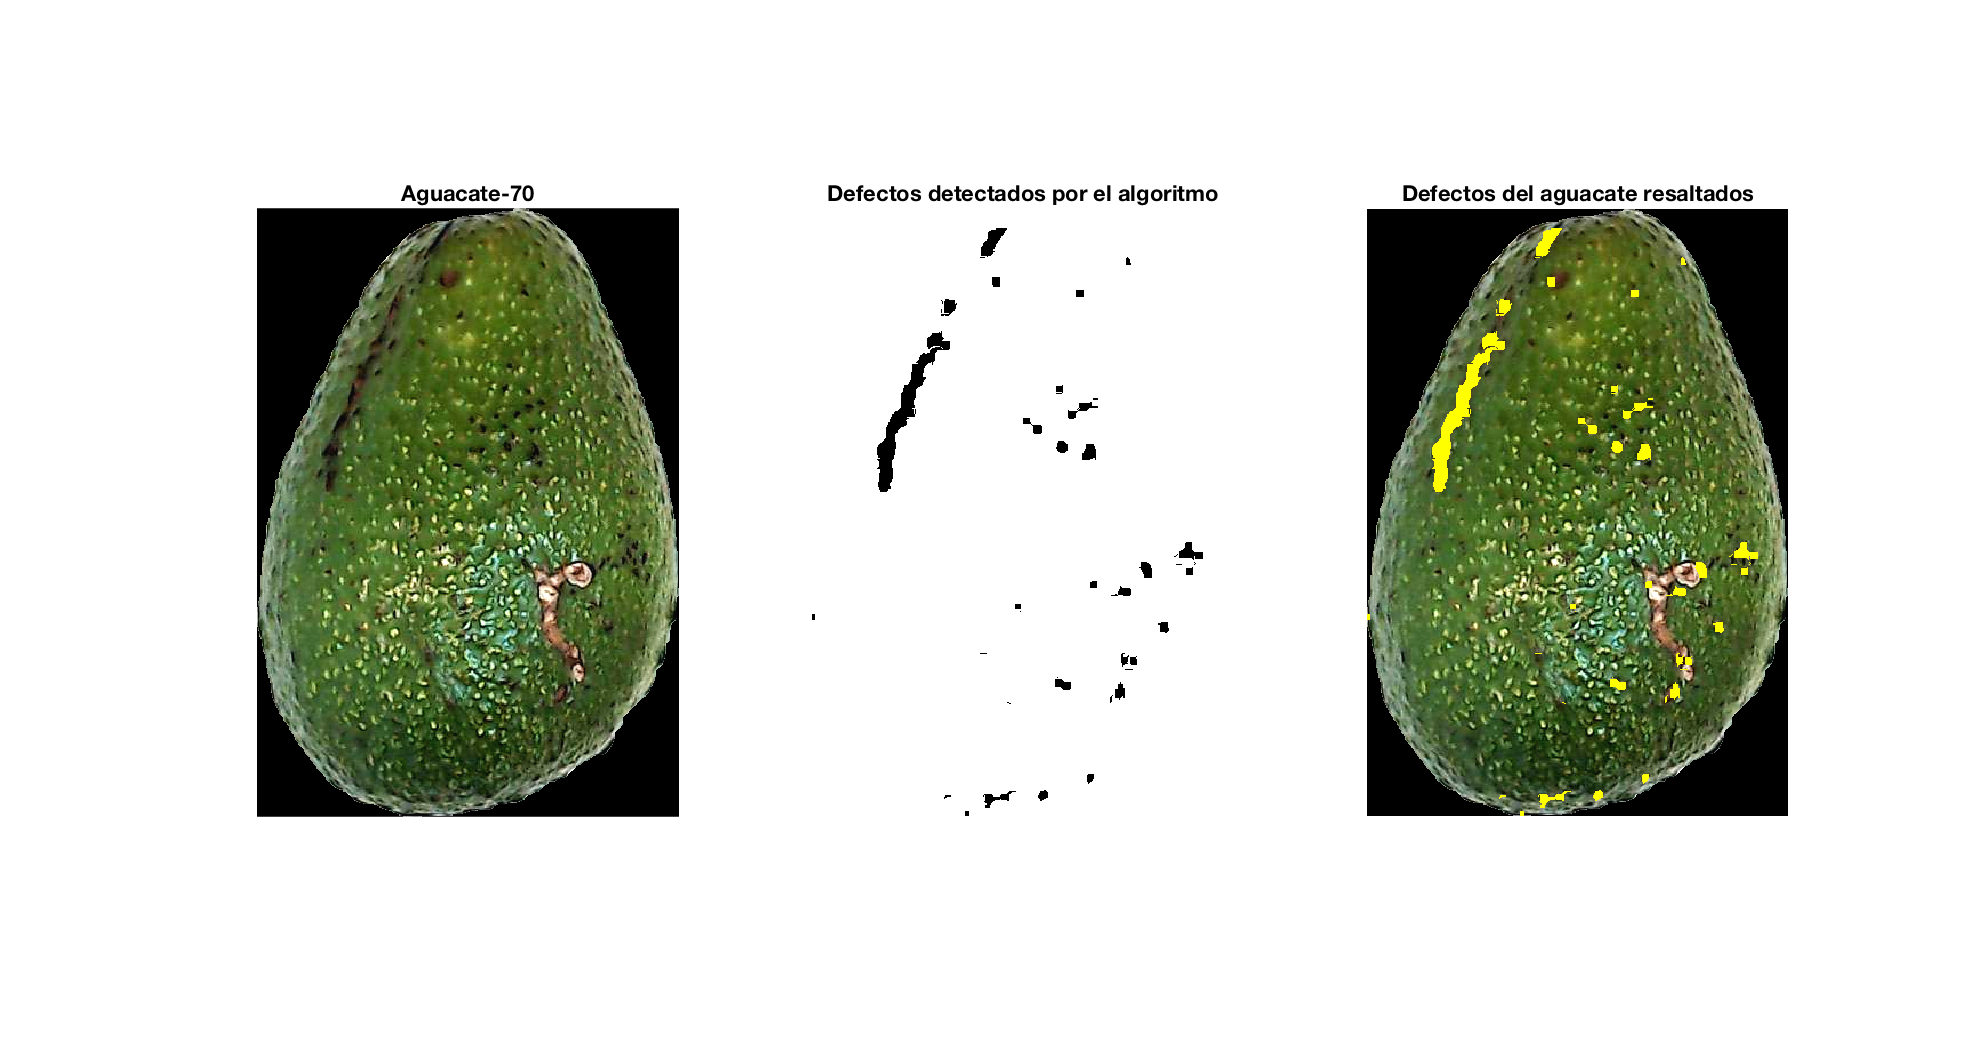 Aguacate-70
Defectos detectados por el algoritmo
Defectos del aguacate resaltados